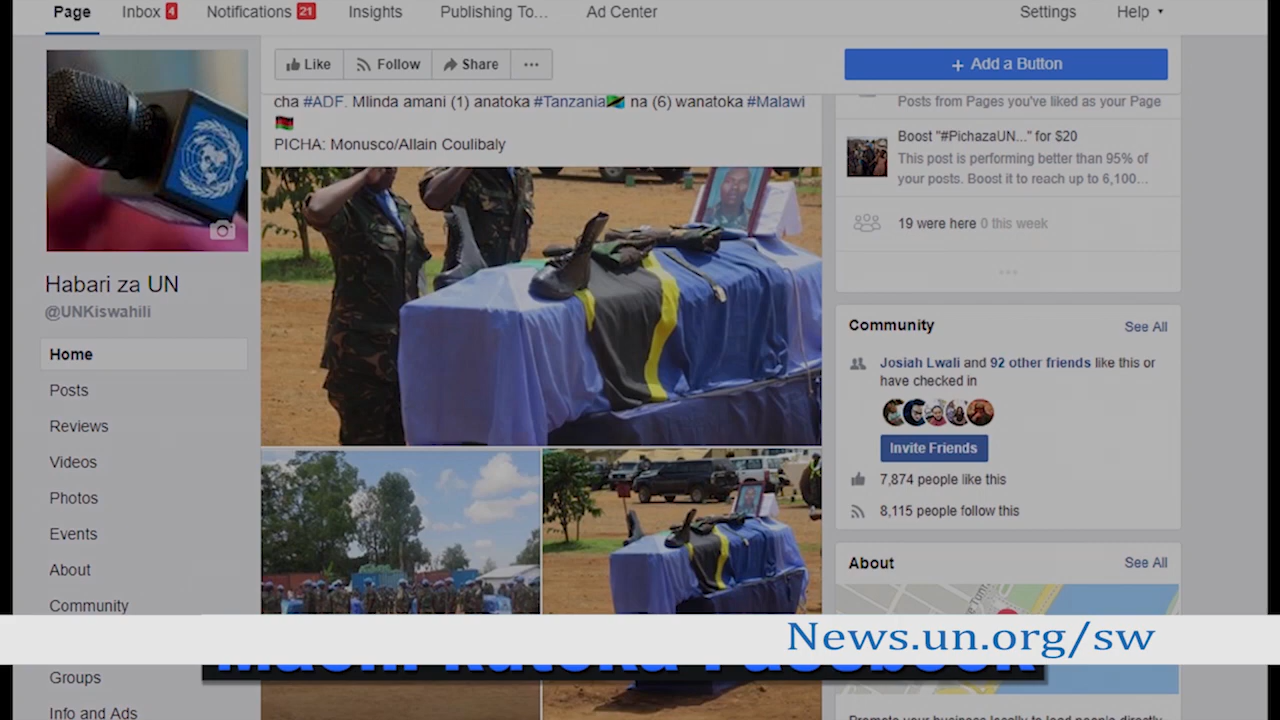 Page Inbox 4 Notifications 21 Insights Publishing To... Ad Center Settings Help
Like Follow Share ... + Add a Button
cha #ADF. Mlinda amani (1) anatoka #Tanzania na (6) wanatoka #Malawi
PICHA: Monusco/Allain Coulibaly
Habari za UN
@UNKiswahili
Home
Posts
Reviews
Videos
Photos
Events
About
Community
Groups
Info and Ads
Posts from Pages you've liked as your Page
Boost "#PichazaUN..." for $20
This post is performing better than 95% of
your posts. Boost it to reach up to 6,100...
19 were here 0 this week
Community See All
Josiah Lwali and 92 other friends like this or
have checked in
Invite Friends
7,874 people like this
8,115 people follow this
About See All
News.un.org/sw